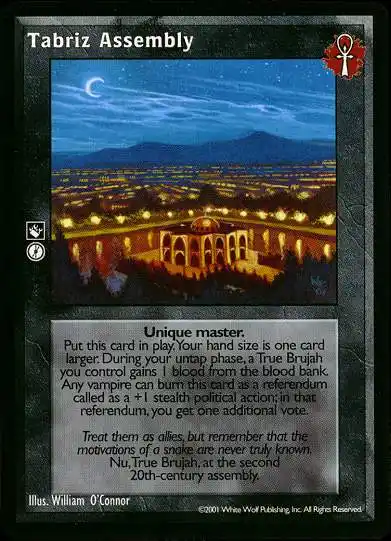 Tabriz Assembly
Unique master.
Put this card in play. Your hand size is one card
larger. During your untap phase, a True Brujah
you control gains 1 blood from the blood bank.
Any vampire can burn this card as a referendum
called as a +1 stealth political action; in that
referendum, you get one additional vote.
Treat them as allies, but remember that the
motivations of a snake are never truly known.
Nu, True Brujah, at the second
20th-century assembly.
Illus. William O'Connor
©2001 White Wolf Publishing, Inc. All Rights Reserved.